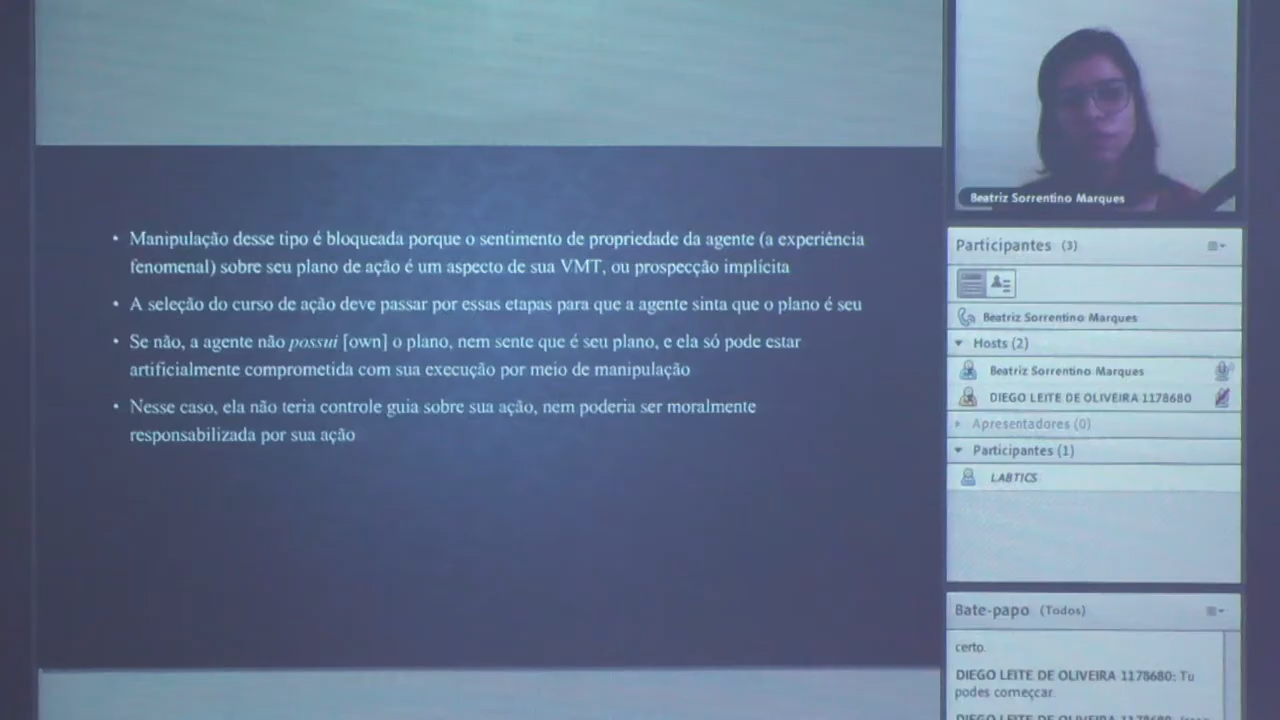 • Manipulação desse tipo é bloqueada porque o sentimento de propriedade da agente (a experiência
fenomenal) sobre seu plano de ação é um aspecto de sua VMT, ou prospecção implícita
• A seleção do curso de ação deve passar por essas etapas para que a agente sinta que o plano é seu
• Se não, a agente não possui [own] o plano, nem sente que é seu plano, e ela só pode estar
artificialmente comprometida com sua execução por meio de manipulação
• Nesse caso, ela não teria controle guia sobre sua ação, nem poderia ser moralmente
responsabilizada por sua ação
Beatriz Sorrentino Marques
Participantes (3)
Beatriz Sorrentino Marques
Hosts (2)
Beatriz Sorrentino Marques
DIEGO LEITE DE OLIVEIRA 1178680
Apresentadores (0)
Participantes (1)
LABTICS
Bate-papo (Todos)
certo.
DIEGO LEITE DE OLIVEIRA 1178680: Tu
podes começcar.
DIEGO LEITE DE OLIVEIRA 1178680: